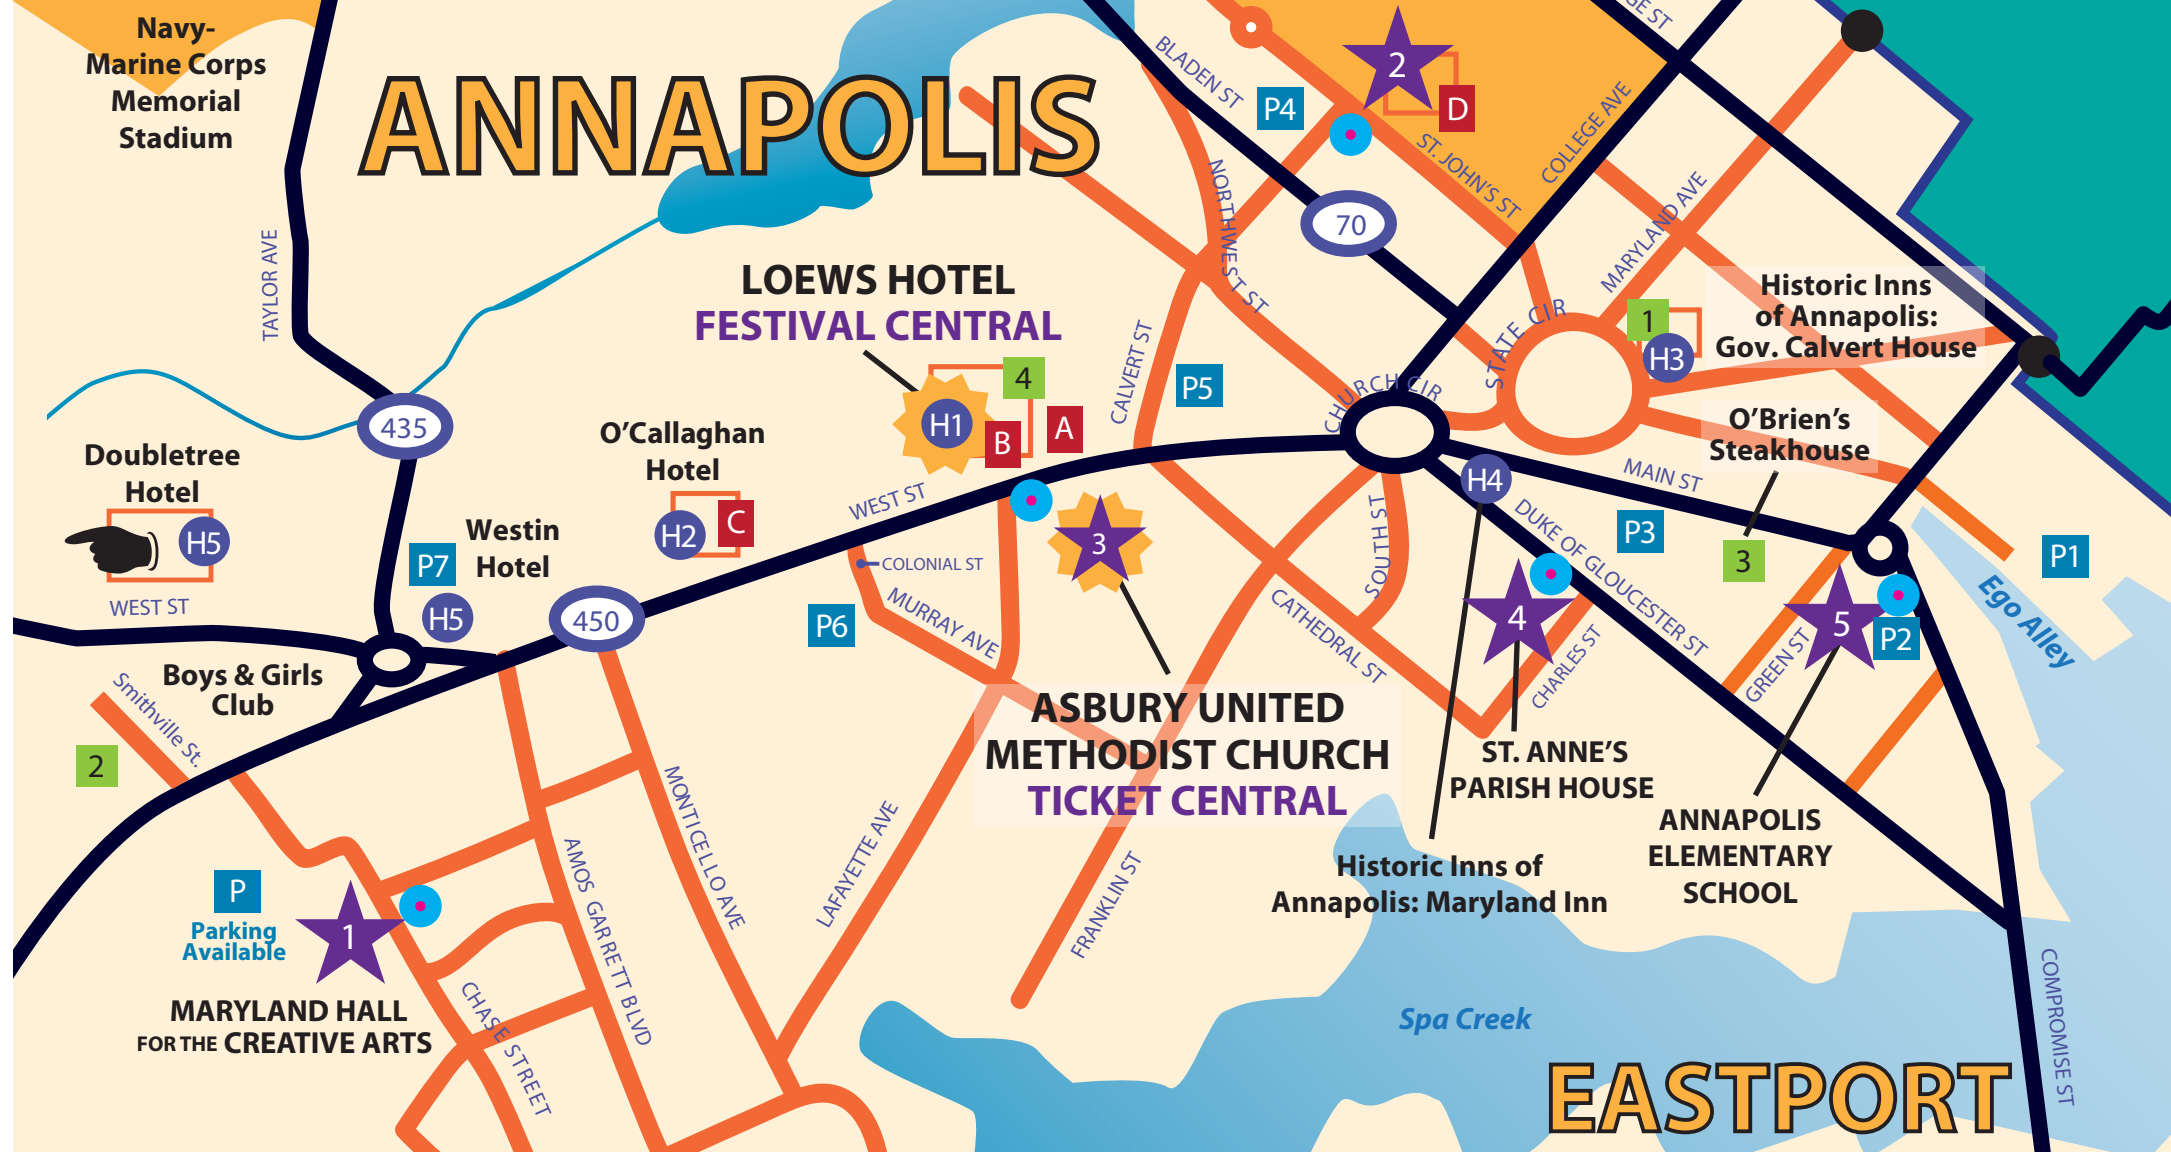 Navy-
Marine Corps
Memorial
Stadium
ANNAPOLIS
BLADEN ST
P4
2
D
ST. JOHN'S ST
COLLEGE AVE
GE ST
MARYLAND AVE
NORTHWEST ST
70
TAYLOR AVE
LOEWS HOTEL
FESTIVAL CENTRAL
STATE CIR
1
H3
Historic Inns
of Annapolis:
Gov. Calvert House
CALVERT ST
P5
CHURCH CIR
4
H1
B
A
435
O'Callaghan
Hotel
H2
C
Doubletree
Hotel
H5
O'Brien's
Steakhouse
MAIN ST
H4
WEST ST
Westin
Hotel
P7
H5
WEST ST
450
COLONIAL ST
MURRAY AVE
P6
3
SOUTH ST
DUKE OF GLOUCESTER ST
P3
3
P1
Ego Alley
CATHEDRAL ST
4
CHARLES ST
GREEN ST
5
P2
Boys & Girls
Club
Smithville St.
2
ASBURY UNITED
METHODIST CHURCH
TICKET CENTRAL
ST. ANNE'S
PARISH HOUSE
ANNAPOLIS
ELEMENTARY
SCHOOL
Historic Inns of
Annapolis: Maryland Inn
MONTICELLO AVE
AMOS GARRETT BLVD
LAFAYETTE AVE
FRANKLIN ST
P
Parking
Available
1
MARYLAND HALL
FOR THE CREATIVE ARTS
CHASE STREET
Spa Creek
COMPROMISE ST
EASTPORT